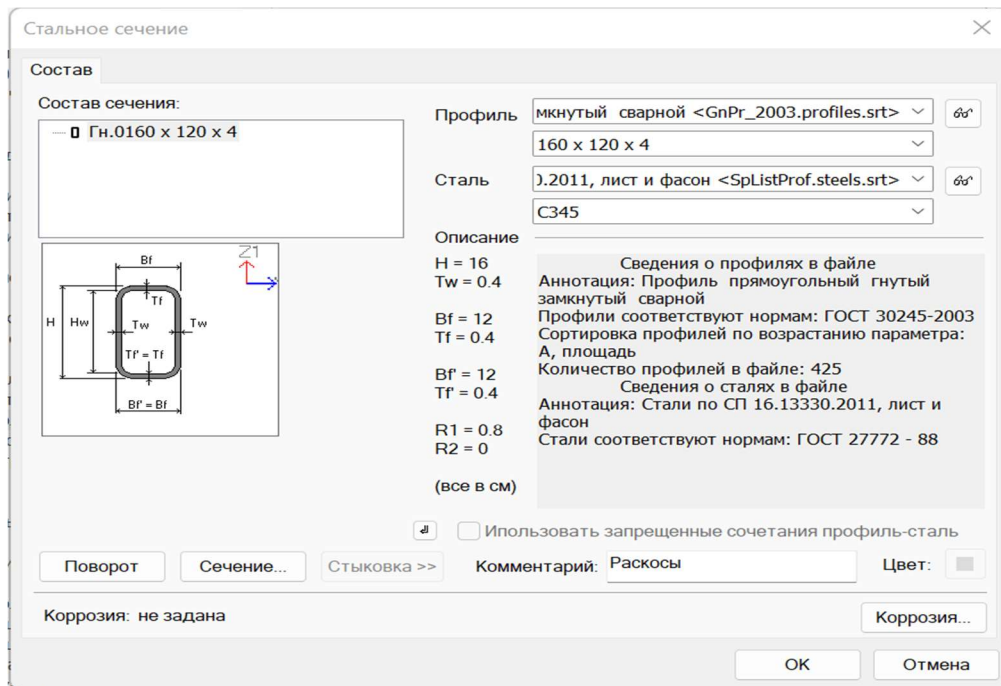 Стальное сечение
Состав
Состав сечения:
Гн.0160 x 120 x 4
Профиль
мкнутый сварной <GnPr_2003.profiles.srt>
160 x 120 x 4
Сталь
).2011, лист и фасон <SpListProf.steels.srt>
C345
Описание
H = 16
Tw = 0.4
Bf = 12
Tf = 0.4
Bf' = 12
Tf' = 0.4
R1 = 0.8
R2 = 0
(все в см)
Сведения о профилях в файле
Аннотация: Профиль прямоугольный гнутый
замкнутый сварной
Профили соответствуют нормам: ГОСТ 30245-2003
Сортировка профилей по возрастанию параметра:
A, площадь
Количество профилей в файле: 425
Сведения о сталях в файле
Аннотация: Стали по СП 16.13330.2011, лист и
фасон
Стали соответствуют нормам: ГОСТ 27772 - 88
Bf
Z1
Tf
H
Hw
Tw
Tw
Tf' = Tf
Bf' = Bf
Ипользовать запрещенные сочетания профиль-сталь
Поворот
Сечение...
Стыковка >>
Комментарий:
Раскосы
Цвет:
Коррозия: не задана
Коррозия...
OK
Отмена